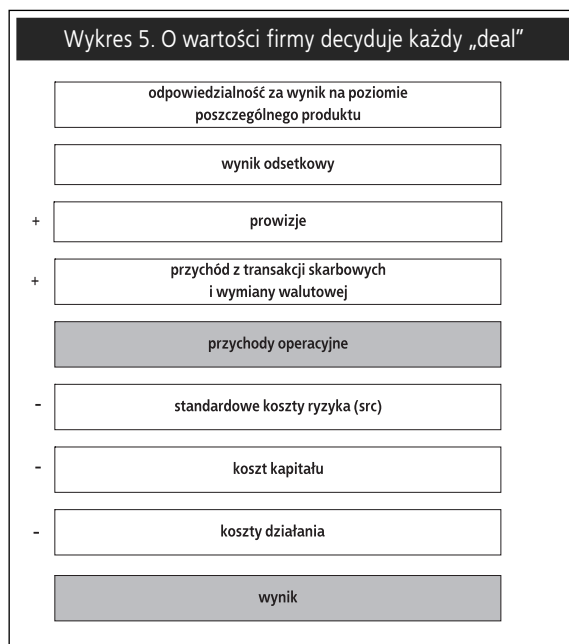 Wykres 5. O wartości firmy decyduje każdy „deal”
odpowiedzialność za wynik na poziomie
poszczególnego produktu
wynik odsetkowy
+ prowizje
+ przychód z transakcji skarbowych
i wymiany walutowej
przychody operacyjne
- standardowe koszty ryzyka (src)
- koszt kapitału
- koszty działania
wynik